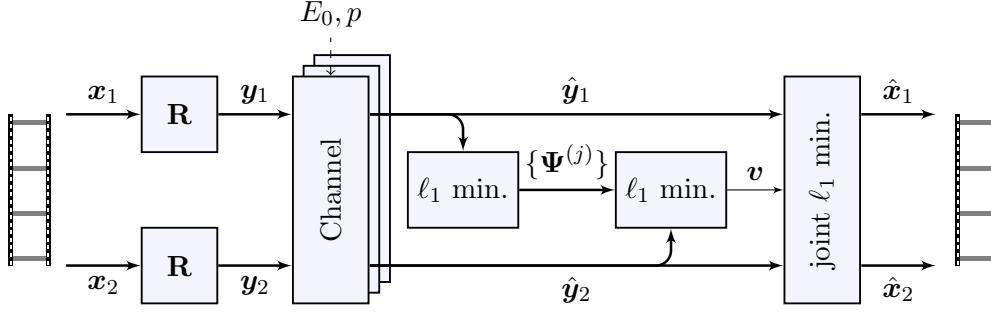 E₀, p
𝒙₁
R
𝒚₁
Channel
ŷ₁
x̂₁
ℓ₁ min.
{Ψ⁽ʲ⁾}
ℓ₁ min.
𝒗
joint ℓ₁ min.
𝒙₂
R
𝒚₂
ŷ₂
x̂₂